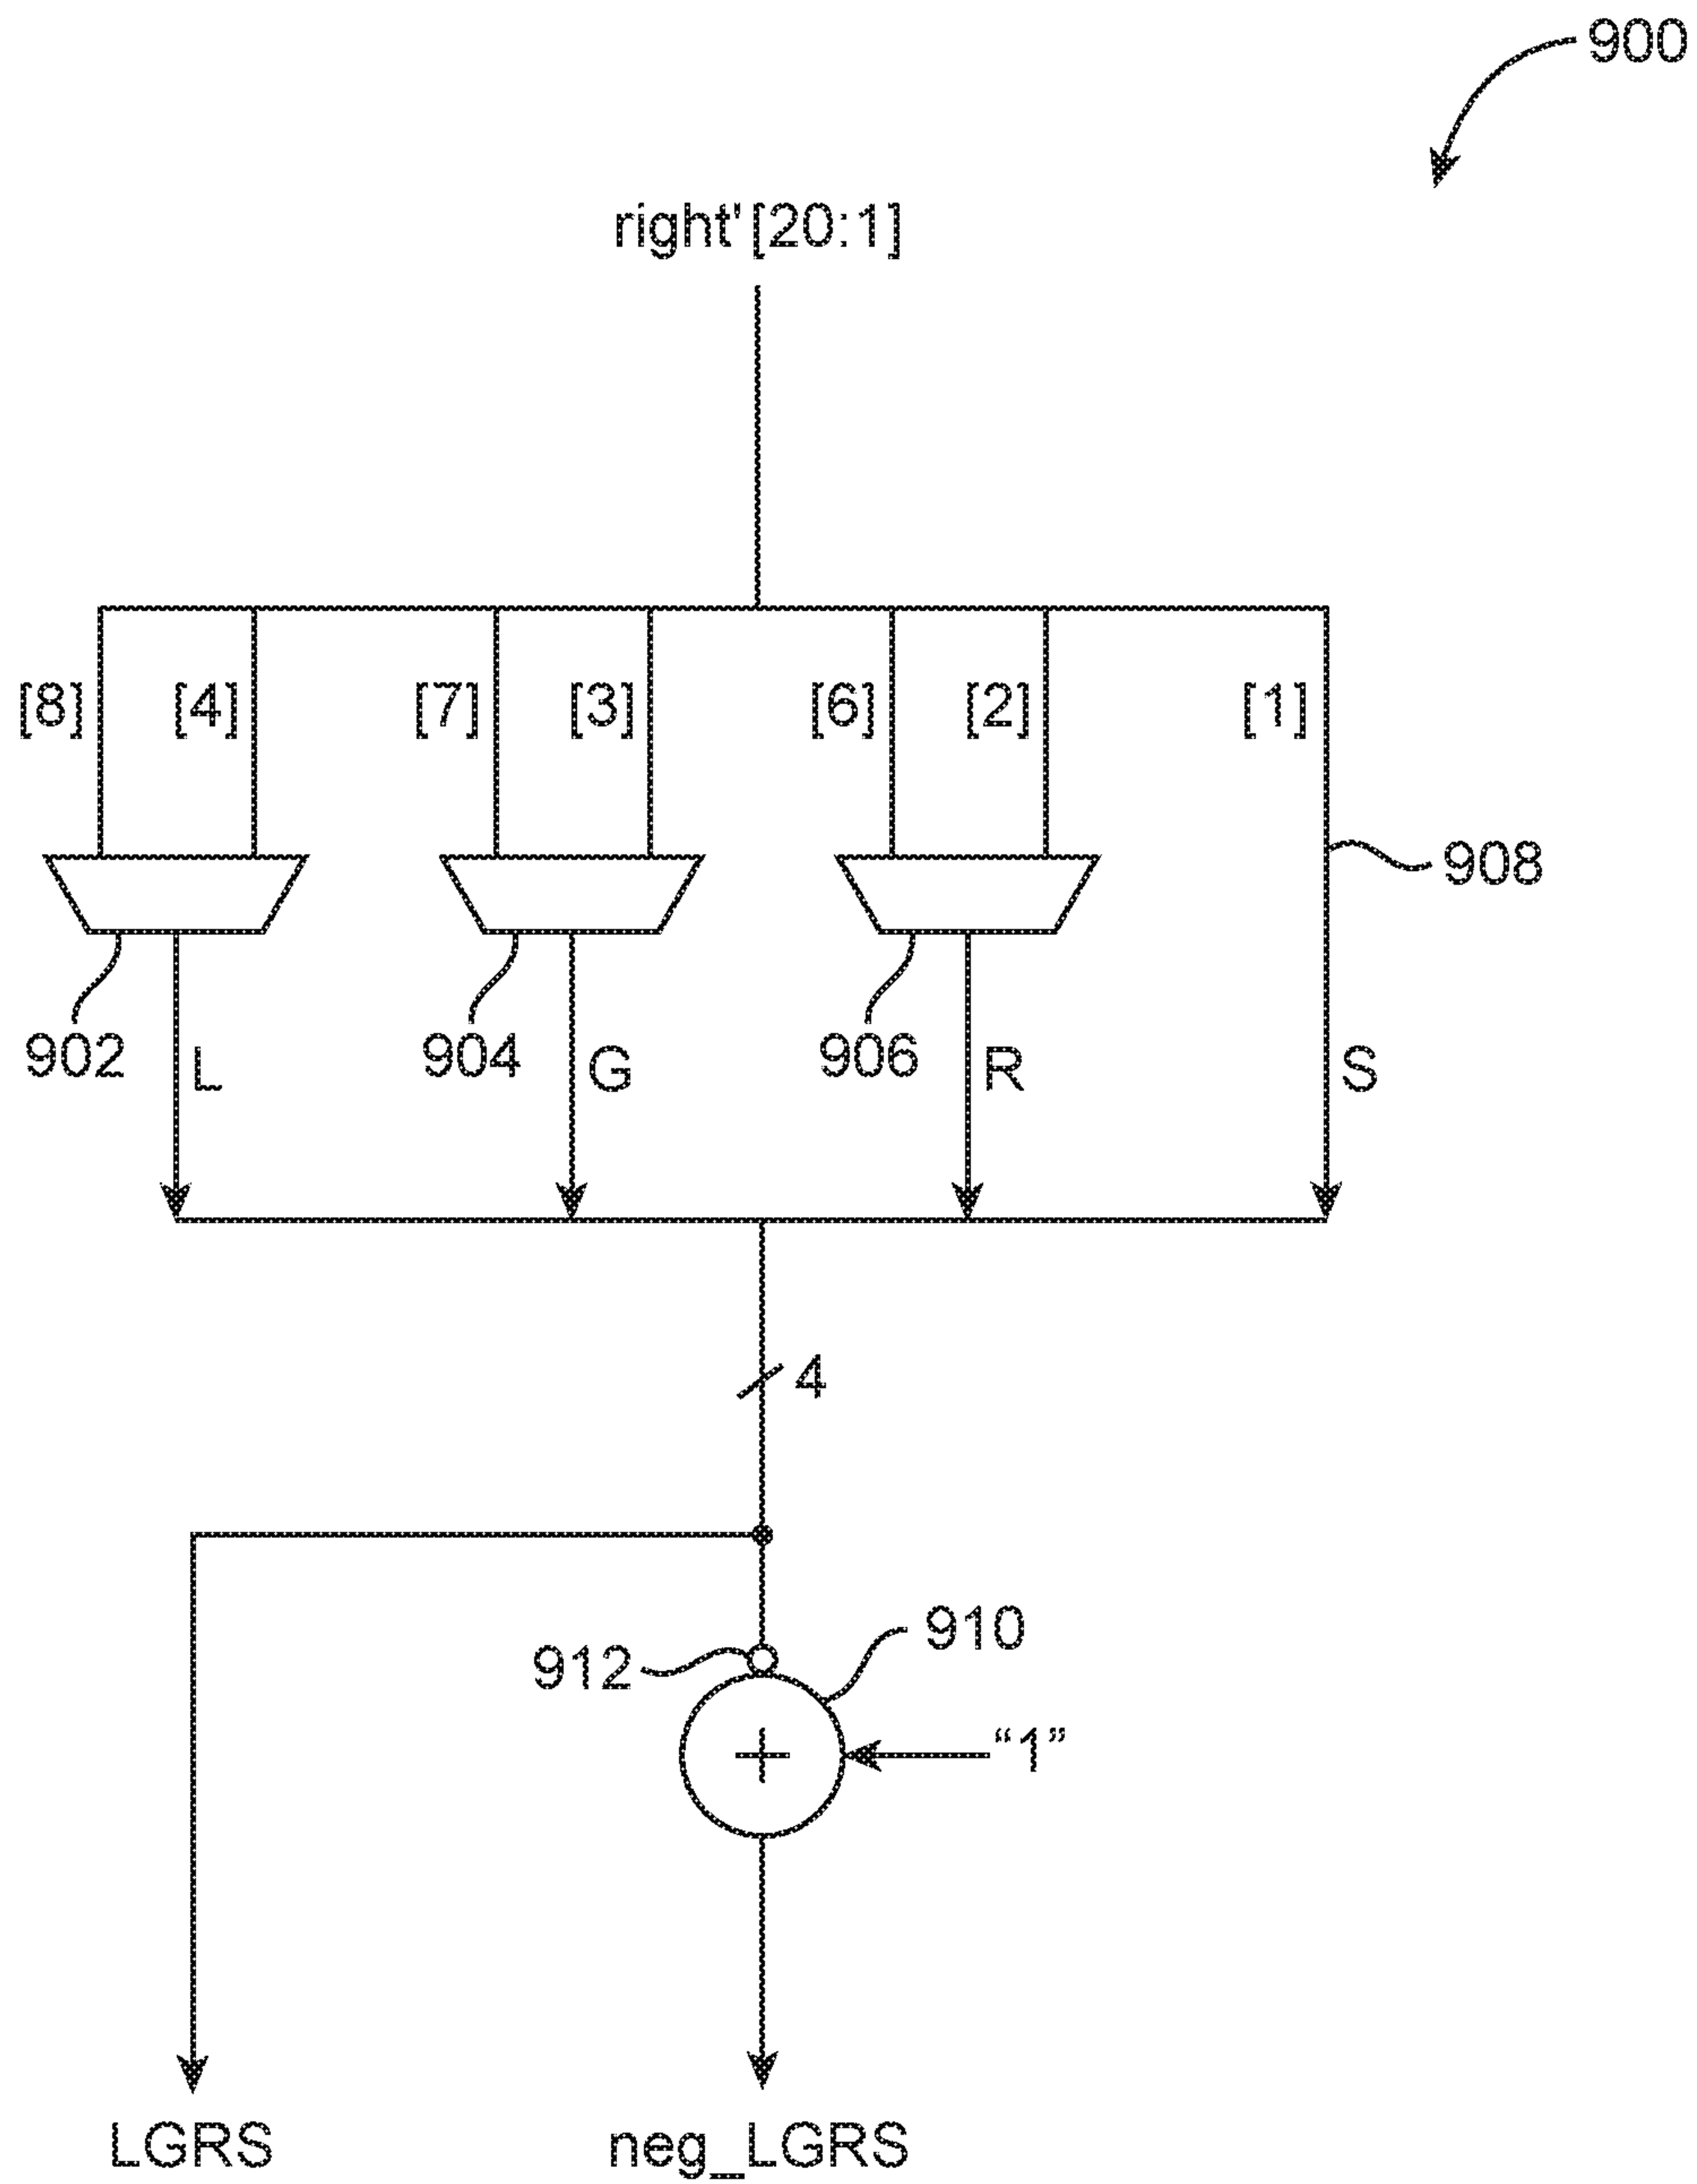 900
right'[20:1]
[8] [4] [7] [3] [6] [2] [1]
908
902 L 904 G 906 R S
4
910
912
+ “1”
LGRS neg_LGRS